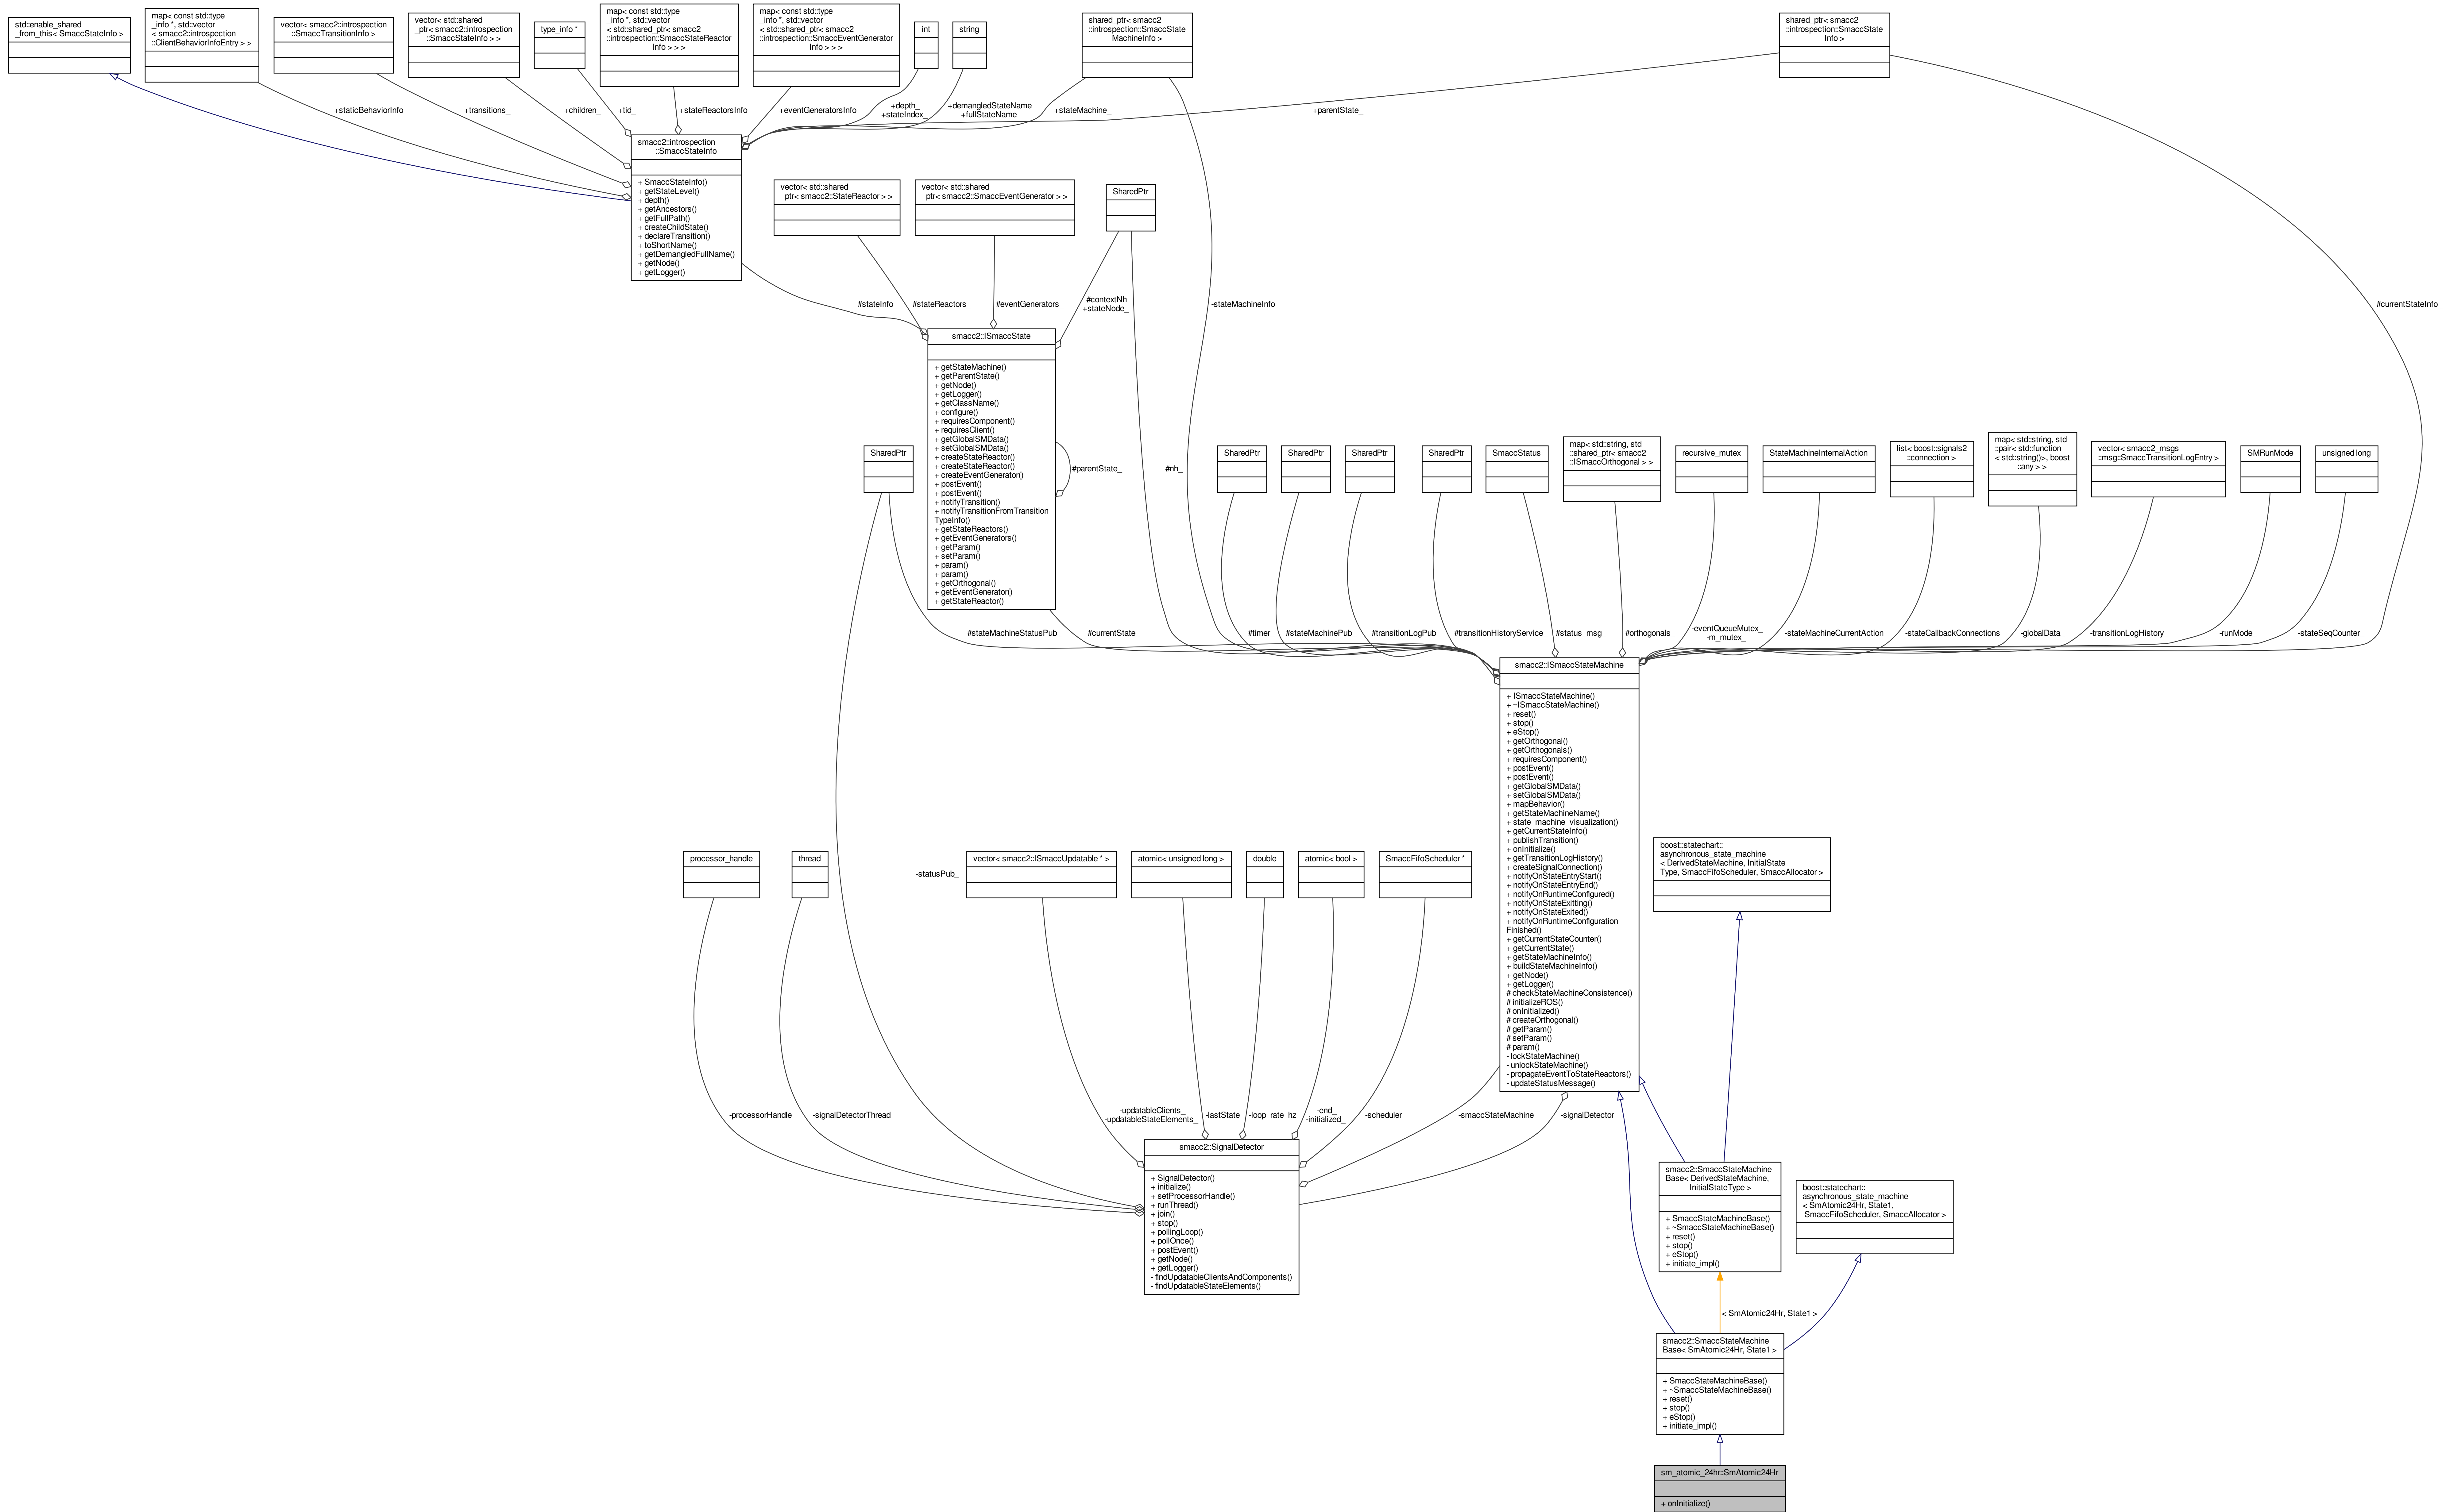 std::enable_shared
_from_this< SmaccStateInfo >
map< const std::type
_info *, std::vector
< smacc2::introspection
::ClientBehaviorInfoEntry > >
vector< smacc2::introspection
::SmaccTransitionInfo >
vector< std::shared
_ptr< smacc2::introspection
::SmaccStateInfo > >
type_info *
map< const std::type
_info *, std::vector
< std::shared_ptr< smacc2
::introspection::SmaccStateReactor
Info > > >
map< const std::type
_info *, std::vector
< std::shared_ptr< smacc2
::introspection::SmaccEventGenerator
Info > > >
int
string
shared_ptr< smacc2
::introspection::SmaccState
MachineInfo >
shared_ptr< smacc2
::introspection::SmaccState
Info >
+staticBehaviorInfo
+transitions_
+children_
+tid_
+stateReactorsInfo
+eventGeneratorsInfo
+depth_
+stateIndex_
+demangledStateName
+fullStateName
+stateMachine_
+parentState_
smacc2::introspection
::SmaccStateInfo
+ SmaccStateInfo()
+ getStateLevel()
+ depth()
+ getAncestors()
+ getFullPath()
+ createChildState()
+ declareTransition()
+ toShortName()
+ getDemangledFullName()
+ getNode()
+ getLogger()
vector< std::shared
_ptr< smacc2::StateReactor > >
vector< std::shared
_ptr< smacc2::SmaccEventGenerator > >
SharedPtr
#stateInfo_
#stateReactors_
#eventGenerators_
#contextNh
+stateNode_
-stateMachineInfo_
#currentStateInfo_
smacc2::ISmaccState
+ getStateMachine()
+ getParentState()
+ getNode()
+ getLogger()
+ getClassName()
+ configure()
+ requiresComponent()
+ requiresClient()
+ getGlobalSMData()
+ setGlobalSMData()
+ createStateReactor()
+ createStateReactor()
+ createEventGenerator()
+ postEvent()
+ postEvent()
+ notifyTransition()
+ notifyTransitionFromTransition
TypeInfo()
+ getStateReactors()
+ getEventGenerators()
+ getParam()
+ setParam()
+ param()
+ param()
+ getOrthogonal()
+ getEventGenerator()
+ getStateReactor()
#parentState_
#nh_
SharedPtr
SharedPtr
SharedPtr
SharedPtr
SharedPtr
SmaccStatus
map< std::string, std
::shared_ptr< smacc2
::ISmaccOrthogonal > >
recursive_mutex
StateMachineInternalAction
list< boost::signals2
::connection >
map< std::string, std
::pair< std::function
< std::string()>, boost
::any > >
vector< smacc2_msgs
::msg::SmaccTransitionLogEntry >
SMRunMode
unsigned long
#stateMachineStatusPub_
#currentState_
#timer_
#stateMachinePub_
#transitionLogPub_
#transitionHistoryService_
#status_msg_
#orthogonals_
-eventQueueMutex_
-m_mutex_
-stateMachineCurrentAction
-stateCallbackConnections
-globalData_
-transitionLogHistory_
-runMode_
-stateSeqCounter_
smacc2::ISmaccStateMachine
+ ISmaccStateMachine()
+ ~ISmaccStateMachine()
+ reset()
+ stop()
+ eStop()
+ getOrthogonal()
+ getOrthogonals()
+ requiresComponent()
+ postEvent()
+ postEvent()
+ getGlobalSMData()
+ setGlobalSMData()
+ mapBehavior()
+ getStateMachineName()
+ state_machine_visualization()
+ getCurrentStateInfo()
+ publishTransition()
+ onInitialize()
+ getTransitionLogHistory()
+ createSignalConnection()
+ notifyOnStateEntryStart()
+ notifyOnStateEntryEnd()
+ notifyOnRuntimeConfigured()
+ notifyOnStateExitting()
+ notifyOnStateExited()
+ notifyOnRuntimeConfiguration
Finished()
+ getCurrentStateCounter()
+ getCurrentState()
+ getStateMachineInfo()
+ buildStateMachineInfo()
+ getNode()
+ getLogger()
# checkStateMachineConsistence()
# initializeROS()
# onInitialized()
# createOrthogonal()
# getParam()
# setParam()
# param()
- lockStateMachine()
- unlockStateMachine()
- propagateEventToStateReactors()
- updateStatusMessage()
boost::statechart::
asynchronous_state_machine
< DerivedStateMachine, InitialState
Type, SmaccFifoScheduler, SmaccAllocator >
processor_handle
thread
-statusPub_
vector< smacc2::ISmaccUpdatable * >
atomic< unsigned long >
double
atomic< bool >
SmaccFifoScheduler *
-processorHandle_
-signalDetectorThread_
-updatableClients_
-updatableStateElements_
-lastState_
-loop_rate_hz
-end_
-initialized_
-scheduler_
-smaccStateMachine_
-signalDetector_
smacc2::SignalDetector
+ SignalDetector()
+ initialize()
+ setProcessorHandle()
+ runThread()
+ join()
+ stop()
+ pollingLoop()
+ pollOnce()
+ postEvent()
+ getNode()
+ getLogger()
- findUpdatableClientsAndComponents()
- findUpdatableStateElements()
smacc2::SmaccStateMachine
Base< DerivedStateMachine,
InitialStateType >
+ SmaccStateMachineBase()
+ ~SmaccStateMachineBase()
+ reset()
+ stop()
+ eStop()
+ initiate_impl()
boost::statechart::
asynchronous_state_machine
< SmAtomic24Hr, State1,
SmaccFifoScheduler, SmaccAllocator >
< SmAtomic24Hr, State1 >
smacc2::SmaccStateMachine
Base< SmAtomic24Hr, State1 >
+ SmaccStateMachineBase()
+ ~SmaccStateMachineBase()
+ reset()
+ stop()
+ eStop()
+ initiate_impl()
sm_atomic_24hr::SmAtomic24Hr
+ onInitialize()